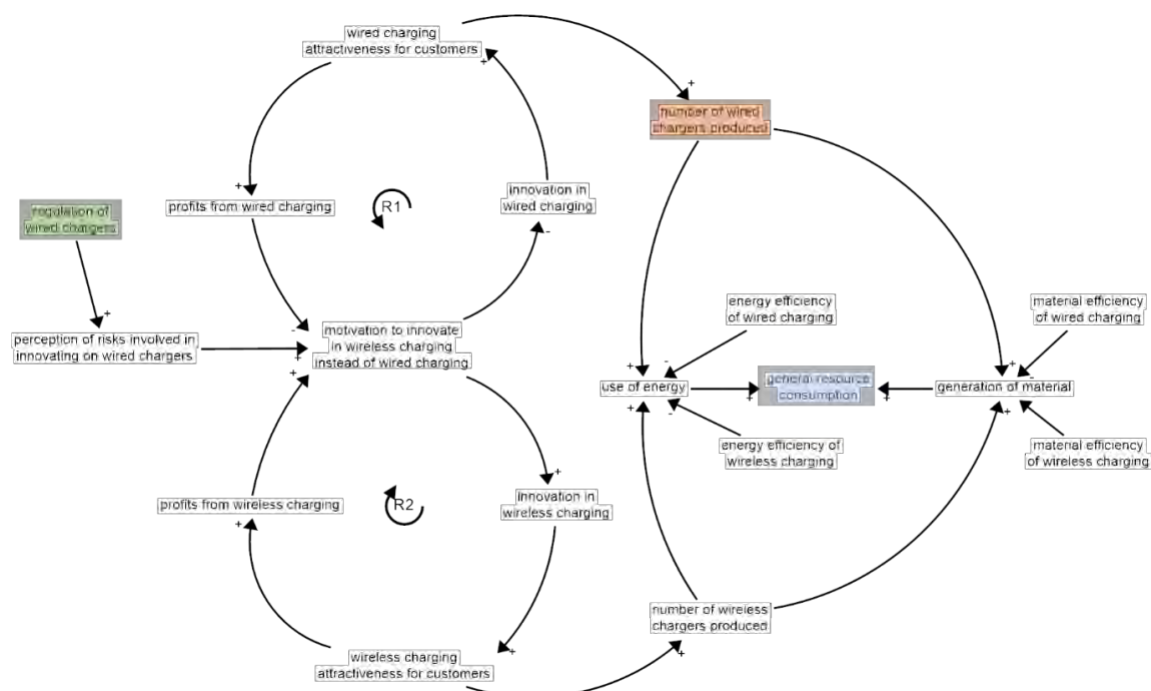 wired charging
attractiveness for customers
+
+
number of wired
chargers produced
+
profits from wired charging
R1
innovation in
wired charging
-
regulation of
wired chargers
+
perception of risks involved in
innovating on wired chargers
-
+
+
motivation to innovate
in wireless charging
instead of wired charging
energy efficiency
of wired charging
material efficiency
of wired charging
+
-
+
-
use of energy
+
general resource
consumption
+
generation of material
+
-
+
energy efficiency of
wireless charging
material efficiency
of wireless charging
+
profits from wireless charging
+
R2
innovation in
wireless charging
number of wireless
chargers produced
+
+
wireless charging
attractiveness for customers